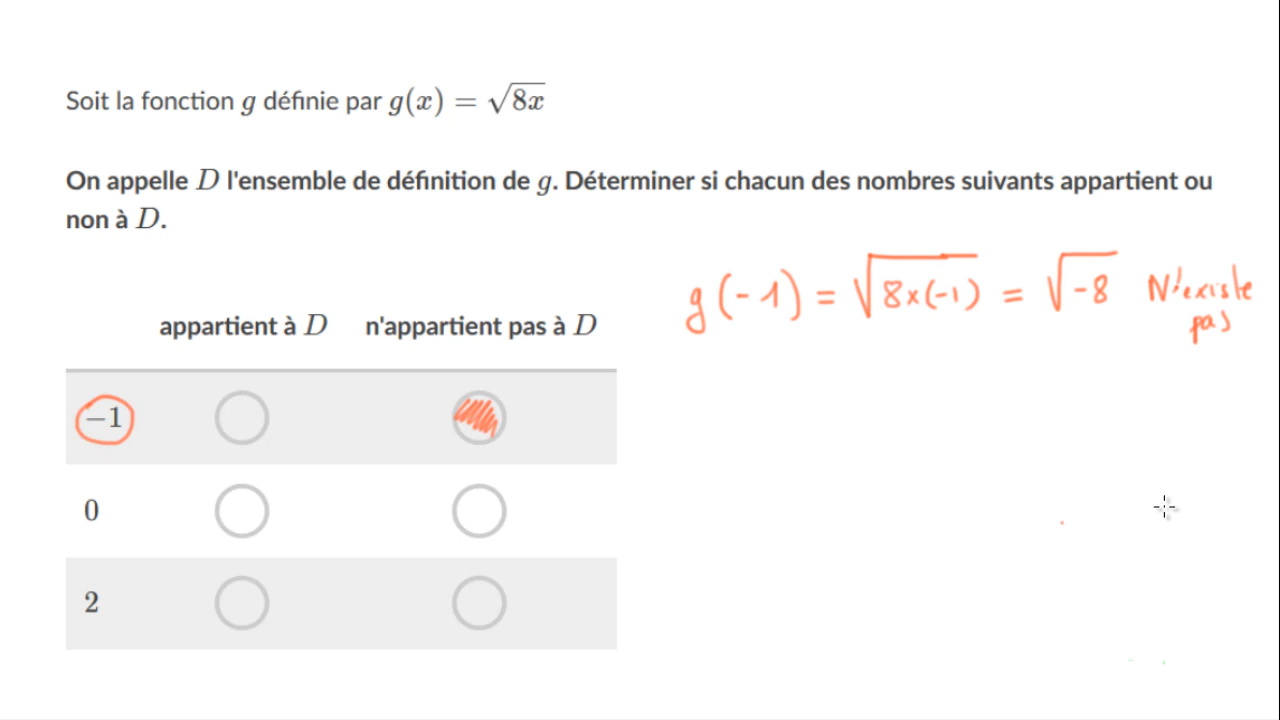 Soit la fonction g définie par g(x) = √8x
On appelle D l'ensemble de définition de g. Déterminer si chacun des nombres suivants appartient ou
non à D.
g(-1) = √8×(-1) = √-8 N'existe
pas
appartient à D n'appartient pas à D
−1
0
2